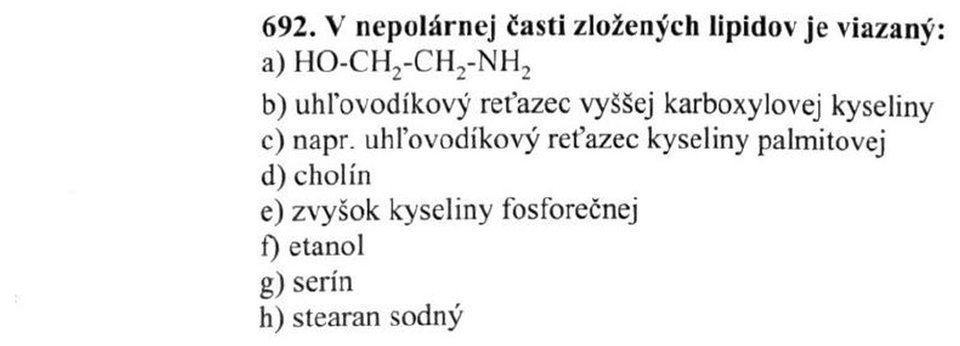 692. V nepolárnej časti zložených lipidov je viazaný:
a) HO-CH₂-CH₂-NH₂
b) uhľovodíkový reťazec vyššej karboxylovej kyseliny
c) napr. uhľovodíkový reťazec kyseliny palmitovej
d) cholín
e) zvyšok kyseliny fosforečnej
f) etanol
g) serín
h) stearan sodný